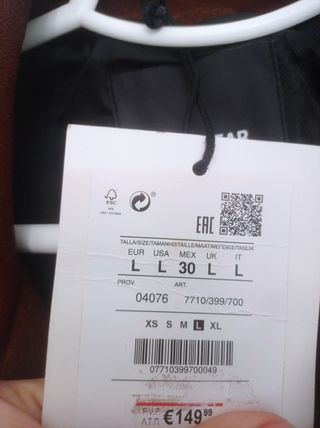 EAR
FSC
EAC
TALLA/SIZE/TAMANHO/TAILLE/MAAT/ΜΕΓΕΘΟΣ/TAGLIA
EUR USA MEX UK IT
L L 30 L L
PROV. ART.
04076 7710/399/700
XS S M L XL
07710399700049
P.V.P.
Λ.Τ.Π. €149.99